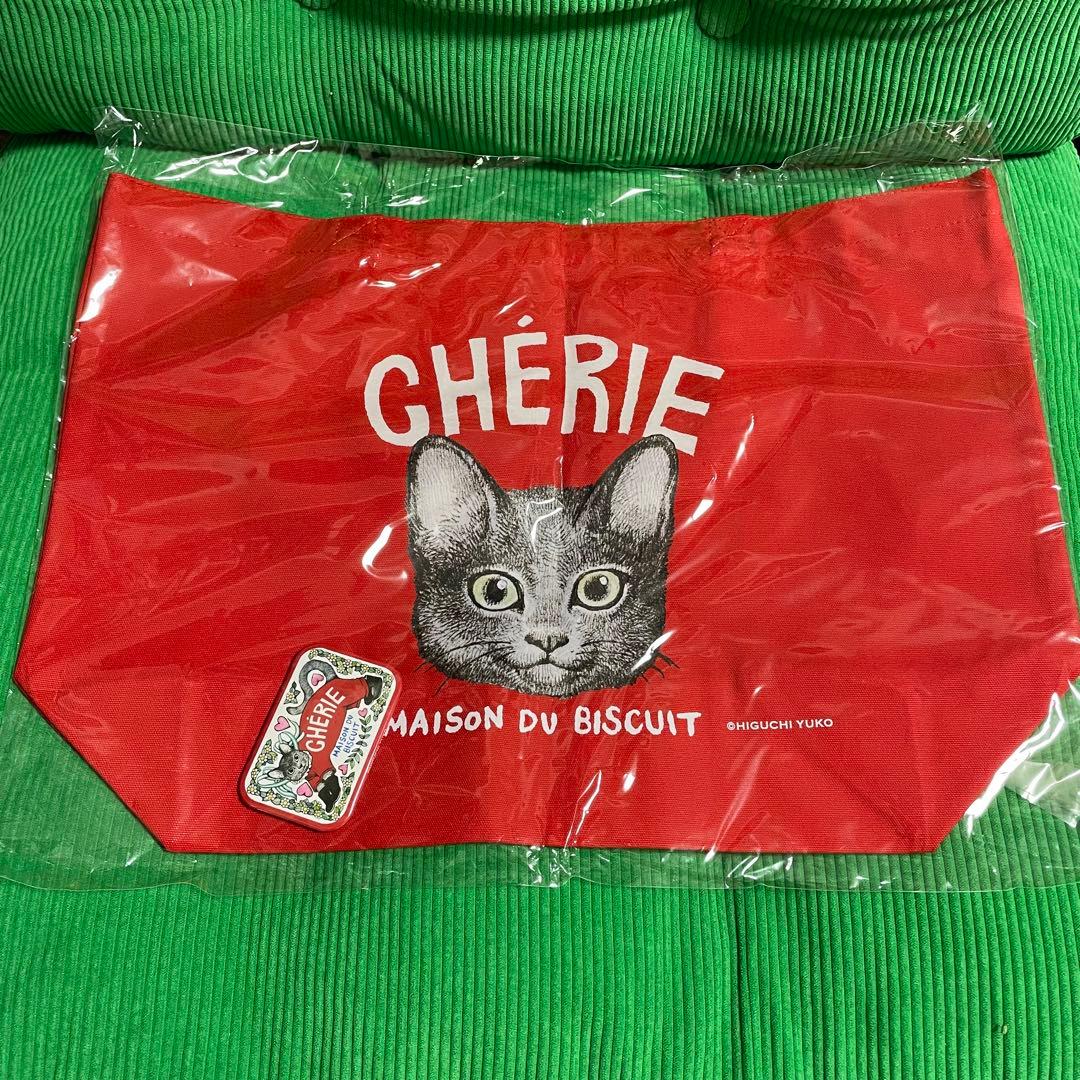 CHÉRIE
MAISON DU BISCUIT
©HIGUCHI YUKO
CHÉRIE
MAISON DU
BISCUIT